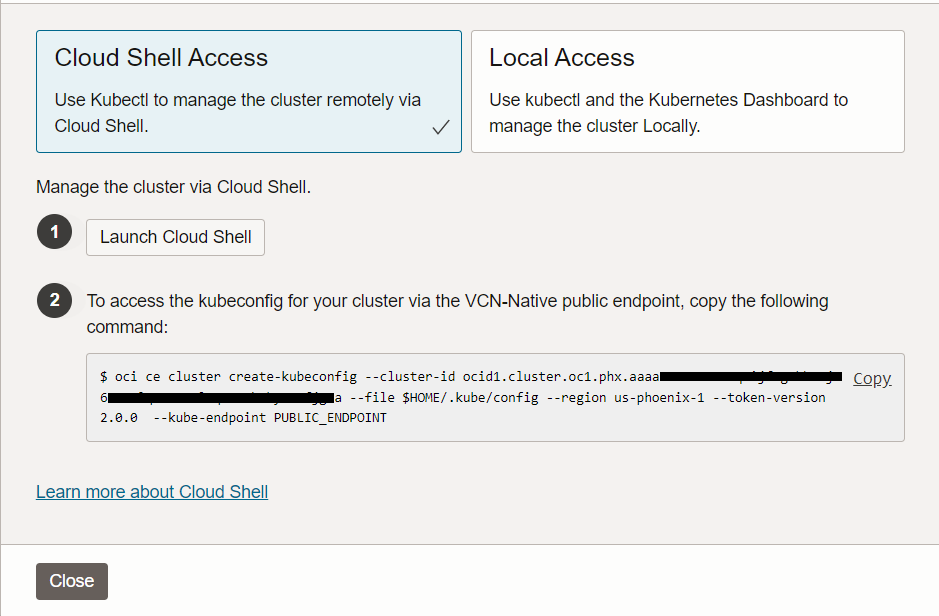 Cloud Shell Access
Use Kubectl to manage the cluster remotely via
Cloud Shell.
Local Access
Use kubectl and the Kubernetes Dashboard to
manage the cluster Locally.
Manage the cluster via Cloud Shell.
1
Launch Cloud Shell
2
To access the kubeconfig for your cluster via the VCN-Native public endpoint, copy the following
command:
$ oci ce cluster create-kubeconfig --cluster-id ocid1.cluster.oc1.phx.aaaa
Copy
6 a --file $HOME/.kube/config --region us-phoenix-1 --token-version
2.0.0  --kube-endpoint PUBLIC_ENDPOINT
Learn more about Cloud Shell
Close